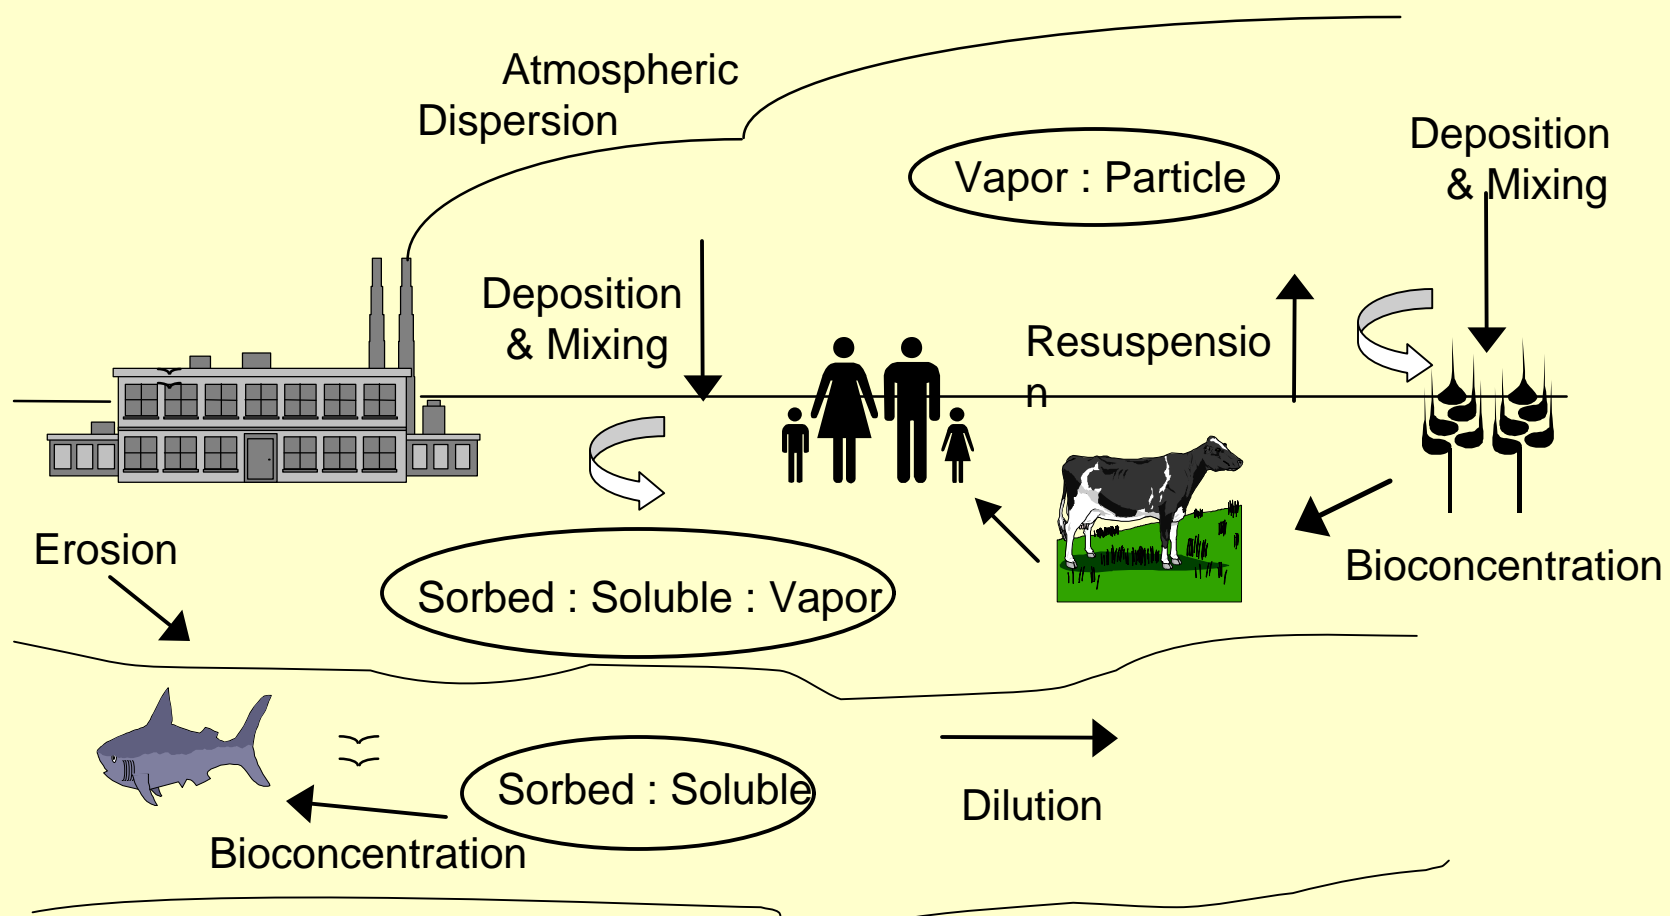 Atmospheric
Dispersion
Vapor : Particle
Deposition
& Mixing
Deposition
& Mixing
Resuspensio
n
Erosion
Sorbed : Soluble : Vapor
Bioconcentration
Sorbed : Soluble
Dilution
Bioconcentration